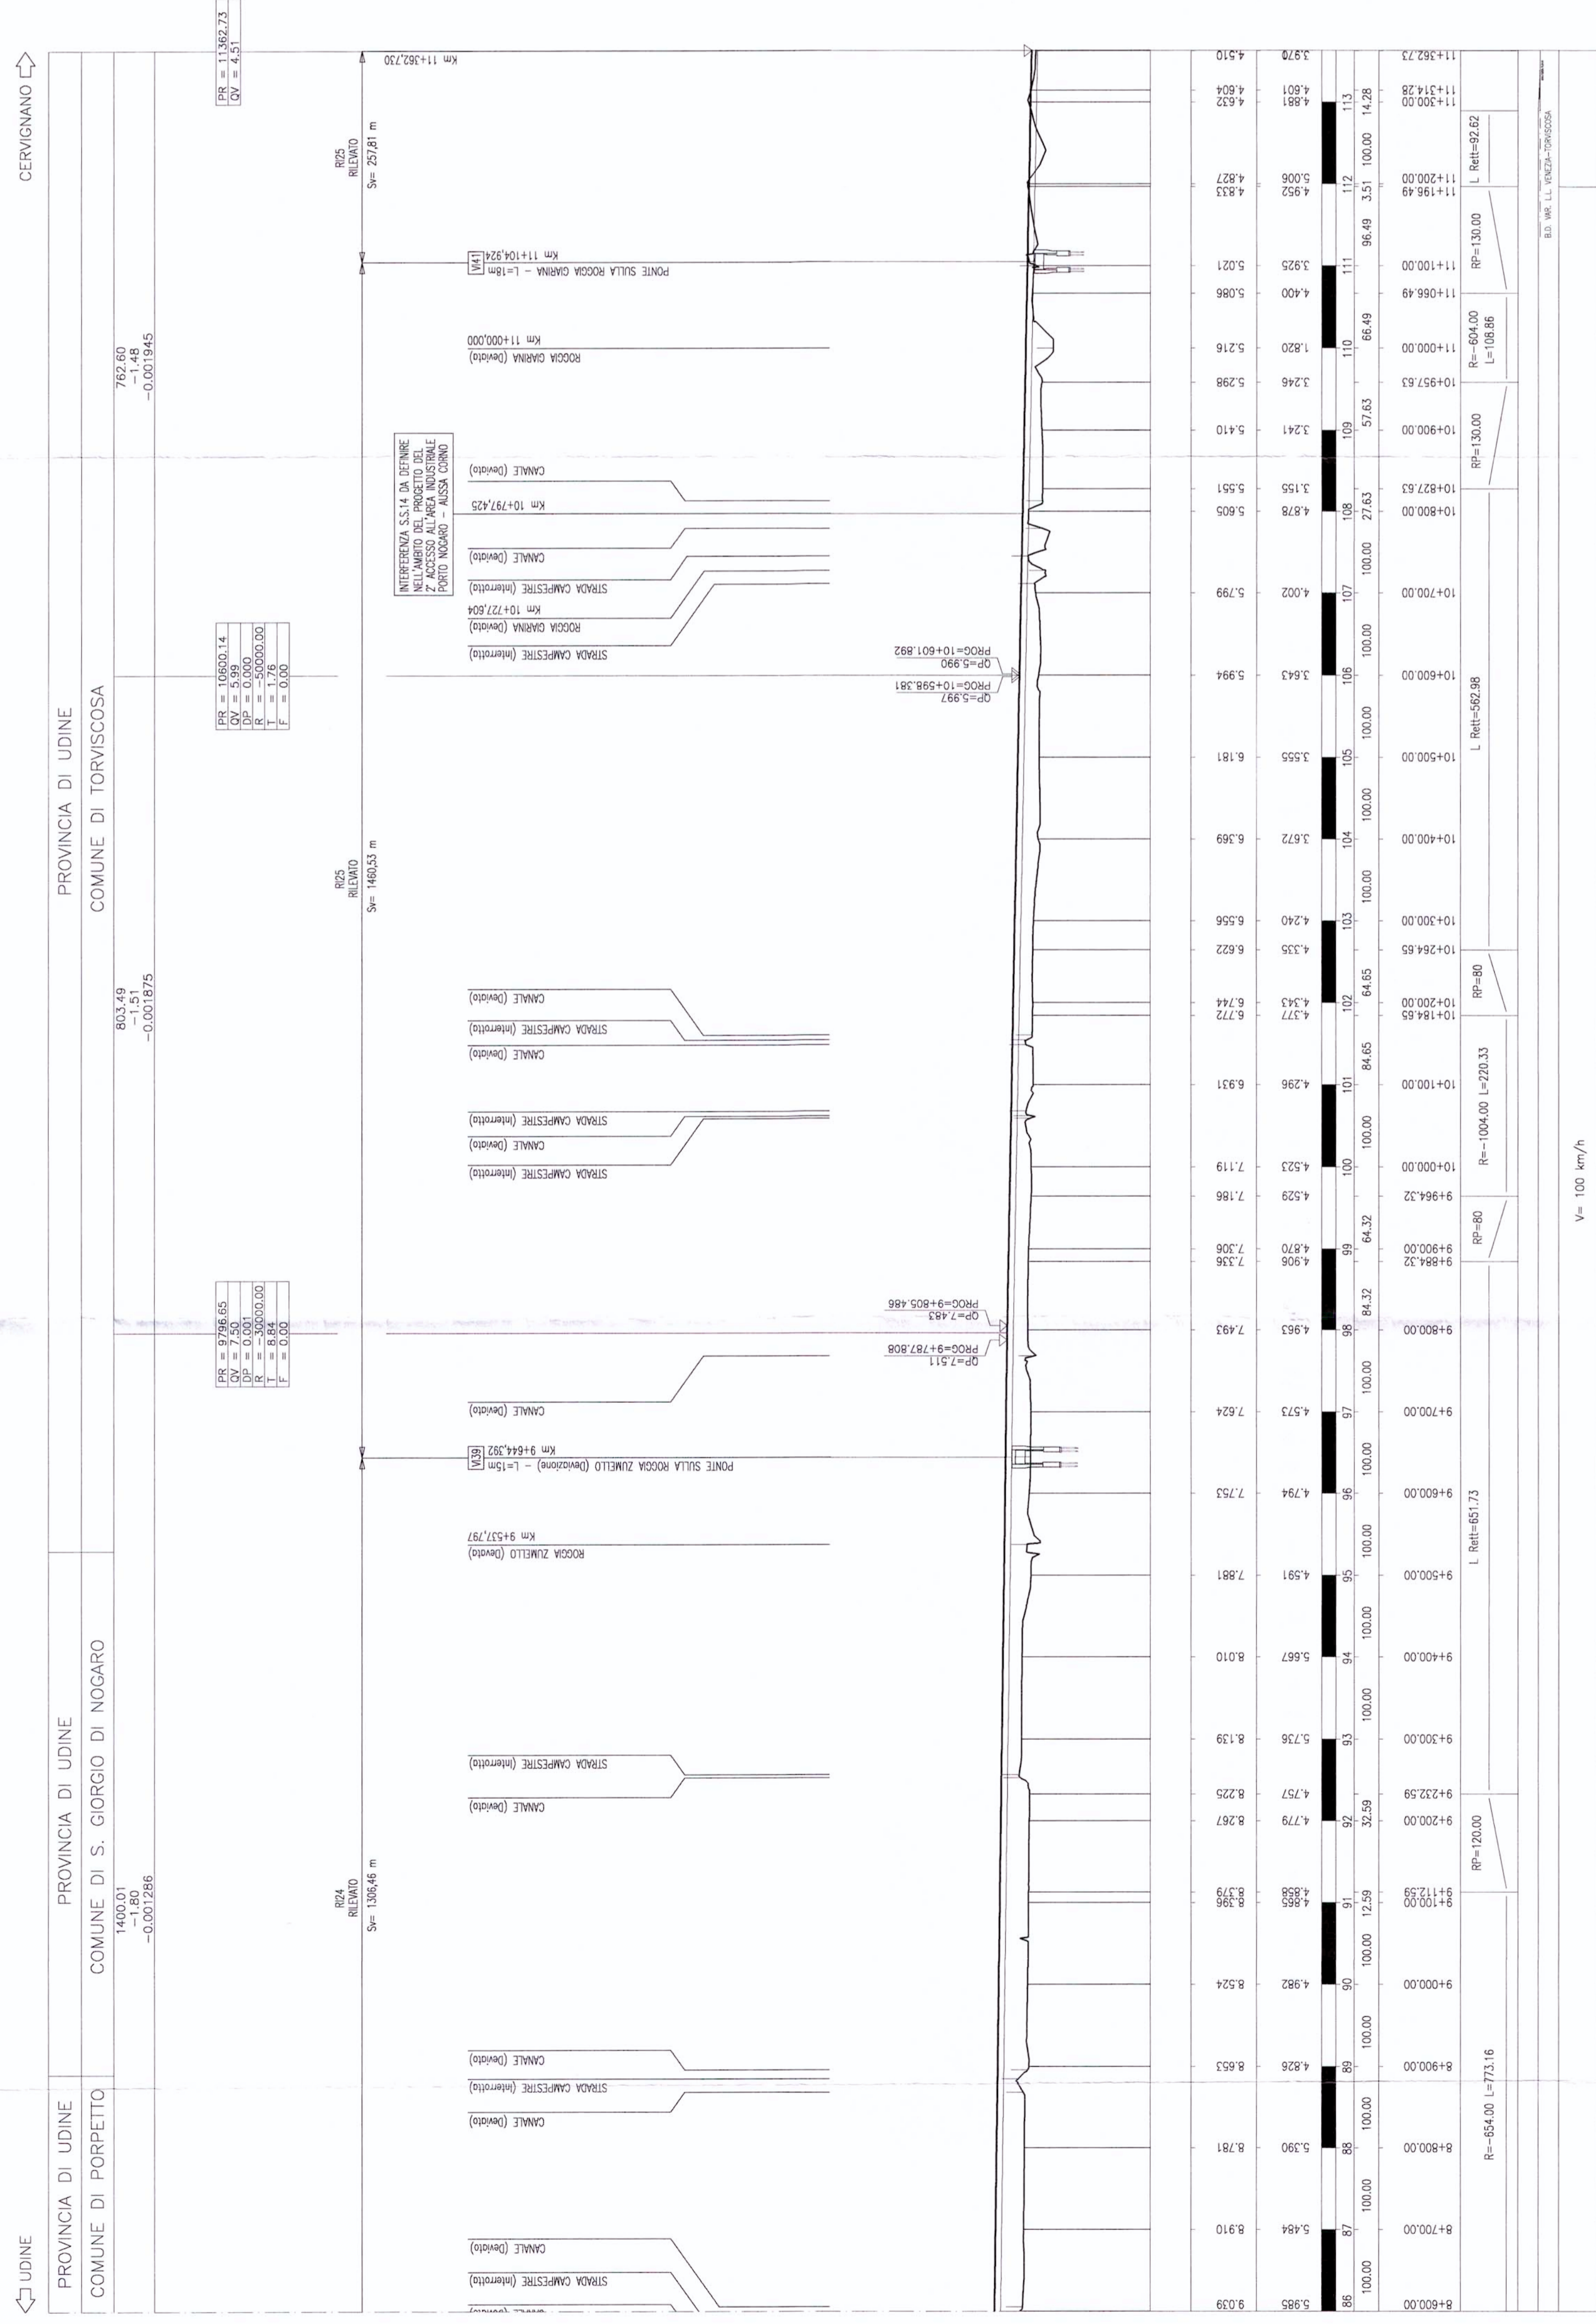 UDINE
CERVIGNANO
PROVINCIA DI UDINE
PROVINCIA DI UDINE
PROVINCIA DI UDINE
COMUNE DI PORPETTO
COMUNE DI S. GIORGIO DI NOGARO
COMUNE DI TORVISCOSA
1400.01
-1.80
-0.001286
803.49
-1.51
-0.001875
762.60
-1.48
-0.001945
PR = 9796.65
QV = 7.50
DP = 0.001
R = -30000.00
T = 8.84
F = 0.00
PR = 10600.14
QV = 5.99
DP = 0.000
R = -50000.00
T = 1.76
F = 0.00
PR = 11362.73
QV = 4.51
RI24
RILEVATO
Sv= 1306,46 m
RI25
RILEVATO
Sv= 1460,53 m
RI25
RILEVATO
Sv= 257,81 m
Km 11+362,730
INTERFERENZA S.S.14 DA DEFINIRE
NELL'AMBITO DEL PROGETTO DEL
2° ACCESSO ALL'AREA INDUSTRIALE
PORTO NOGARO - AUSSA CORNO
STRADA CAMPESTRE (Interrotta)
CANALE (Deviato)
CANALE (Deviato)
STRADA CAMPESTRE (Interrotta)
CANALE (Deviato)
CANALE (Deviato)
STRADA CAMPESTRE (Interrotta)
ROGGIA ZUMELLO (Devata)
Km 9+537,797
VI39
PONTE SULLA ROGGIA ZUMELLO (Deviazione) - L=15m
Km 9+644,392
CANALE (Deviato)
STRADA CAMPESTRE (Interrotta)
CANALE (Deviato)
STRADA CAMPESTRE (Interrotta)
CANALE (Deviato)
STRADA CAMPESTRE (Interrotta)
CANALE (Deviato)
STRADA CAMPESTRE (Interrotta)
ROGGIA GIARINA (Deviata)
Km 10+727,604
STRADA CAMPESTRE (Interrotta)
CANALE (Deviato)
Km 10+797,425
CANALE (Deviato)
ROGGIA GIARINA (Deviata)
Km 11+000,000
VI41
PONTE SULLA ROGGIA GIARINA - L=18m
Km 11+104,924
QP=7.511
PROG=9+787.808
QP=7.483
PROG=9+805.486
QP=5.997
PROG=10+598.381
QP=5.990
PROG=10+601.892
9.039 8.910 8.781 8.653 8.524 8.396 8.379 8.267 8.225 8.139 8.010 7.881 7.753 7.624 7.493 7.336 7.306 7.186 7.119 6.931 6.772 6.744 6.622 6.556 6.369 6.181 5.994 5.799 5.605 5.551 5.410 5.298 5.216 5.086 5.021 4.833 4.827 4.632 4.604 4.510
5.985 5.484 5.390 4.826 4.982 4.865 4.858 4.779 4.757 5.736 5.667 4.591 4.794 4.573 4.963 4.906 4.870 4.529 4.523 4.296 4.377 4.343 4.335 4.240 3.672 3.555 3.643 4.002 4.878 3.155 3.241 3.246 1.820 4.400 3.925 4.952 5.006 4.881 4.601 3.970
86 87 88 89 90 91 92 93 94 95 96 97 98 99 100 101 102 103 104 105 106 107 108 109 110 111 112 113
100.00 100.00 100.00 100.00 100.00 12.59 32.59 100.00 100.00 100.00 100.00 100.00 100.00 84.32 64.32 100.00 84.65 64.65 100.00 100.00 100.00 100.00 100.00 100.00 27.63 57.63 66.49 96.49 3.51 100.00 14.28
8+600.00 8+700.00 8+800.00 8+900.00 9+000.00 9+100.00 9+112.59 9+200.00 9+232.59 9+300.00 9+400.00 9+500.00 9+600.00 9+700.00 9+800.00 9+884.32 9+900.00 9+964.32 10+000.00 10+100.00 10+184.65 10+200.00 10+264.65 10+300.00 10+400.00 10+500.00 10+600.00 10+700.00 10+800.00 10+827.63 10+900.00 10+957.63 11+000.00 11+066.49 11+100.00 11+196.49 11+200.00 11+300.00 11+314.28 11+362.73
R=-654.00 L=773.16
RP=120.00
L Rett=651.73
RP=80
R=-1004.00 L=220.33
RP=80
L Rett=562.98
RP=130.00
R=-604.00
L=108.86
RP=130.00
L Rett=92.62
B.D. VAR. L.L. VENEZIA-TORVISCOSA
V= 100 km/h